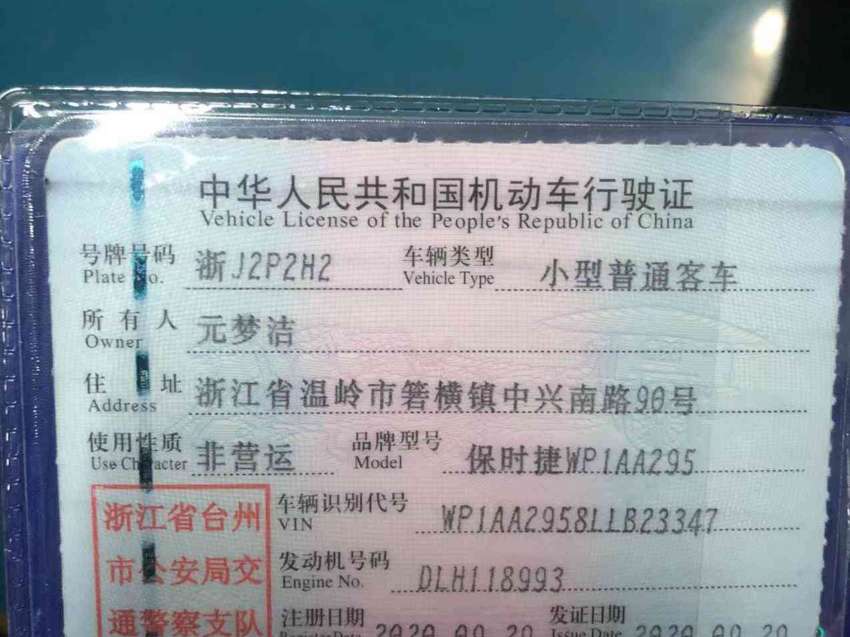 中华人民共和国机动车行驶证
Vehicle License of the People's Republic of China
号牌号码 浙J2P2H2 车辆类型 小型普通客车
Plate No. Vehicle Type
所有人 元梦洁
Owner
住址 浙江省温岭市箬横镇中兴南路90号
Address
使用性质 非营运 品牌型号 保时捷WP1AA295
Use Character Model
浙江省台州 车辆识别代号 WP1AA2958LLB23347
VIN
市公安局交 发动机号码 DLH118993
Engine No.
通警察支队 注册日期 发证日期
Register Date 2020 Issue Date 2020